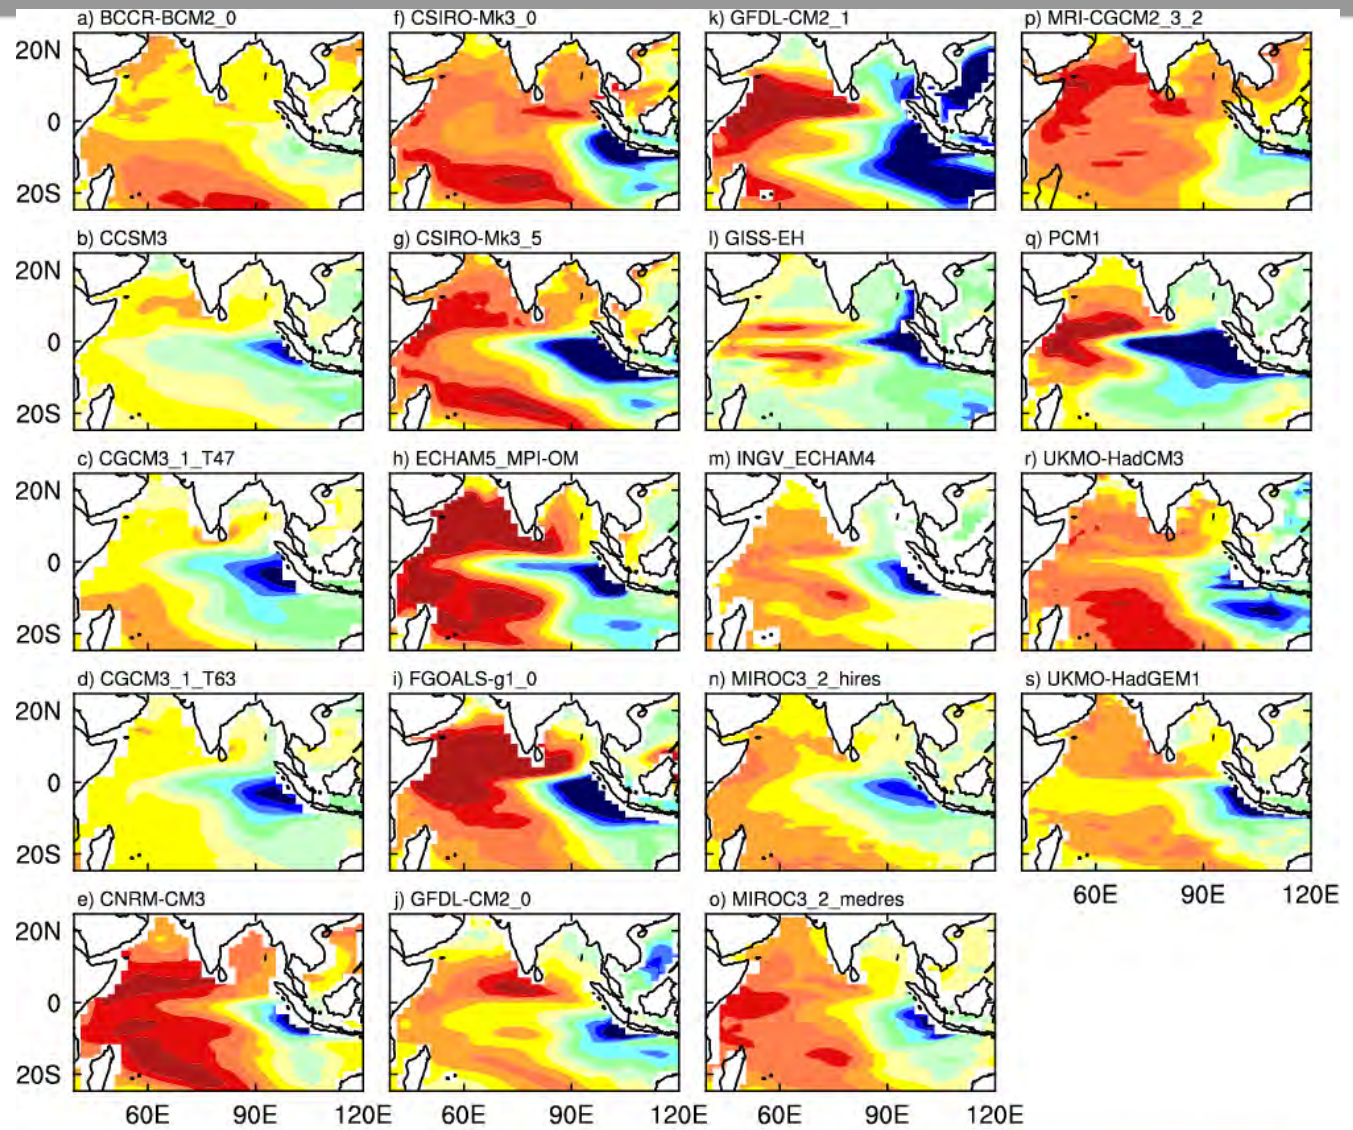 a) BCCR-BCM2_0
f) CSIRO-Mk3_0
k) GFDL-CM2_1
p) MRI-CGCM2_3_2
20N
0
20S
b) CCSM3
g) CSIRO-Mk3_5
l) GISS-EH
q) PCM1
20N
0
20S
c) CGCM3_1_T47
h) ECHAM5_MPI-OM
m) INGV_ECHAM4
r) UKMO-HadCM3
20N
0
20S
d) CGCM3_1_T63
i) FGOALS-g1_0
n) MIROC3_2_hires
s) UKMO-HadGEM1
20N
0
20S
60E 90E 120E
e) CNRM-CM3
j) GFDL-CM2_0
o) MIROC3_2_medres
20N
0
20S
60E 90E 120E 60E 90E 120E 60E 90E 120E